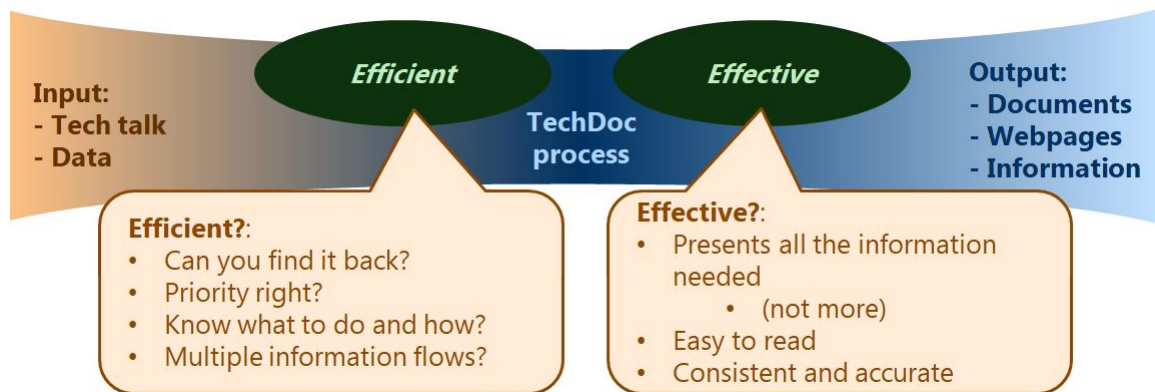 Input:
- Tech talk
- Data
Efficient
TechDoc
process
Effective
Output:
- Documents
- Webpages
- Information
Efficient?:
• Can you find it back?
• Priority right?
• Know what to do and how?
• Multiple information flows?
Effective?:
• Presents all the information
needed
• (not more)
• Easy to read
• Consistent and accurate